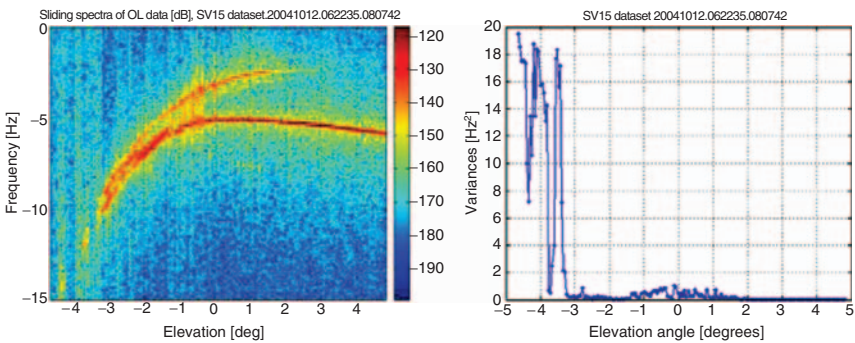 Sliding spectra of OL data [dB], SV15 dataset.20041012.062235.080742
0
−5
−10
−15
Frequency [Hz]
−4 −3 −2 −1 0 1 2 3 4
Elevation [deg]
−120
−130
−140
−150
−160
−170
−180
−190
SV15 dataset 20041012.062235.080742
20
18
16
14
12
10
8
6
4
2
0
Variances [Hz²]
−5 −4 −3 −2 −1 0 1 2 3 4 5
Elevation angle [degrees]